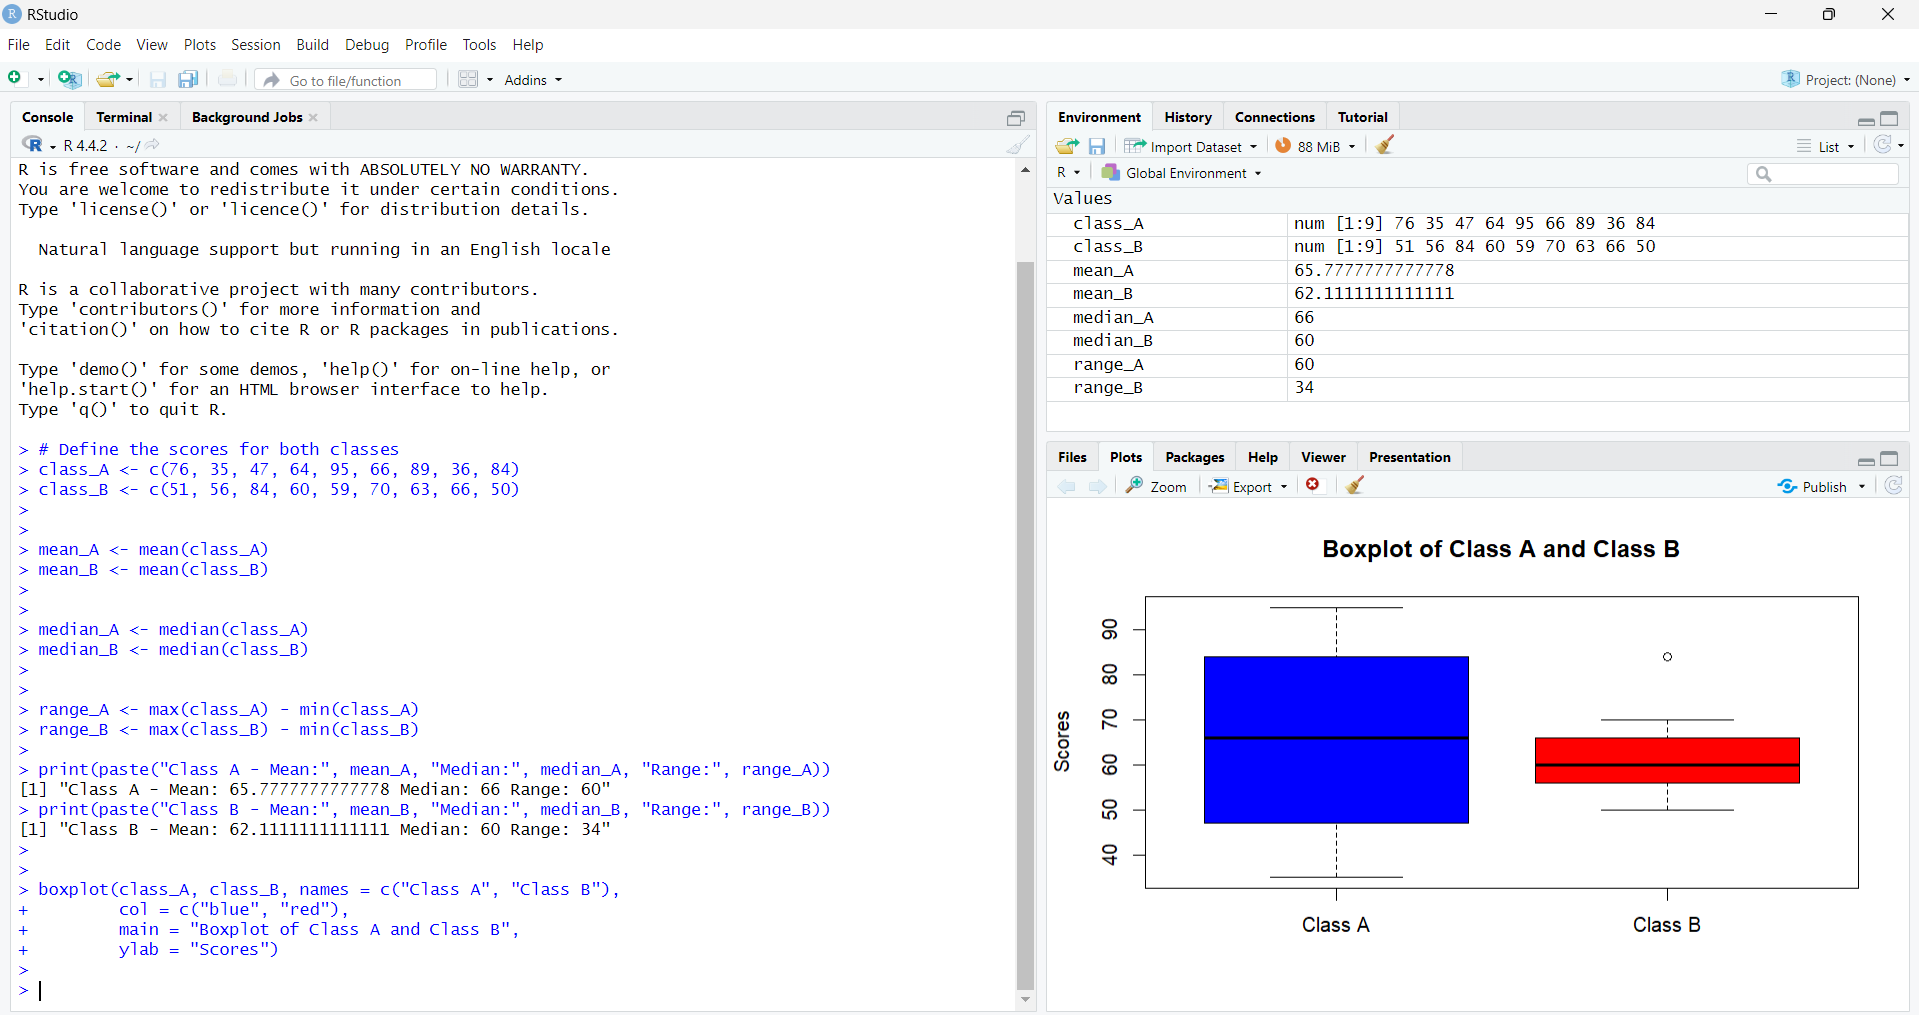 RStudio
File Edit Code View Plots Session Build Debug Profile Tools Help
Go to file/function Addins Project: (None)
Console Terminal Background Jobs
R 4.4.2 · ~/
R is free software and comes with ABSOLUTELY NO WARRANTY.
You are welcome to redistribute it under certain conditions.
Type 'license()' or 'licence()' for distribution details.
Natural language support but running in an English locale
R is a collaborative project with many contributors.
Type 'contributors()' for more information and
'citation()' on how to cite R or R packages in publications.
Type 'demo()' for some demos, 'help()' for on-line help, or
'help.start()' for an HTML browser interface to help.
Type 'q()' to quit R.
> # Define the scores for both classes
> class_A <- c(76, 35, 47, 64, 95, 66, 89, 36, 84)
> class_B <- c(51, 56, 84, 60, 59, 70, 63, 66, 50)
>
>
> mean_A <- mean(class_A)
> mean_B <- mean(class_B)
>
>
> median_A <- median(class_A)
> median_B <- median(class_B)
>
>
> range_A <- max(class_A) - min(class_A)
> range_B <- max(class_B) - min(class_B)
>
> print(paste("Class A - Mean:", mean_A, "Median:", median_A, "Range:", range_A))
[1] "Class A - Mean: 65.7777777777778 Median: 66 Range: 60"
> print(paste("Class B - Mean:", mean_B, "Median:", median_B, "Range:", range_B))
[1] "Class B - Mean: 62.1111111111111 Median: 60 Range: 34"
>
>
> boxplot(class_A, class_B, names = c("Class A", "Class B"),
+ col = c("blue", "red"),
+ main = "Boxplot of Class A and Class B",
+ ylab = "Scores")
>
>
Environment History Connections Tutorial
Import Dataset 88 MiB List
R Global Environment
Values
class_A num [1:9] 76 35 47 64 95 66 89 36 84
class_B num [1:9] 51 56 84 60 59 70 63 66 50
mean_A 65.7777777777778
mean_B 62.1111111111111
median_A 66
median_B 60
range_A 60
range_B 34
Files Plots Packages Help Viewer Presentation
Zoom Export Publish
Boxplot of Class A and Class B
Scores
90
80
70
60
50
40
Class A Class B